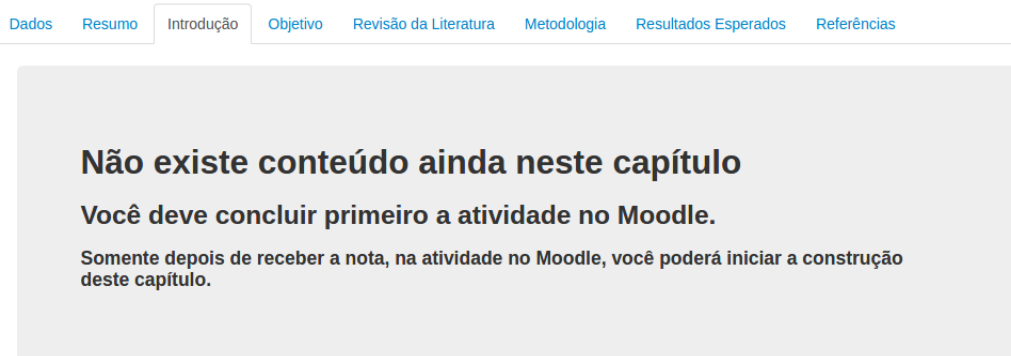 Dados Resumo Introdução Objetivo Revisão da Literatura Metodologia Resultados Esperados Referências
Não existe conteúdo ainda neste capítulo
Você deve concluir primeiro a atividade no Moodle.
Somente depois de receber a nota, na atividade no Moodle, você poderá iniciar a construção
deste capítulo.